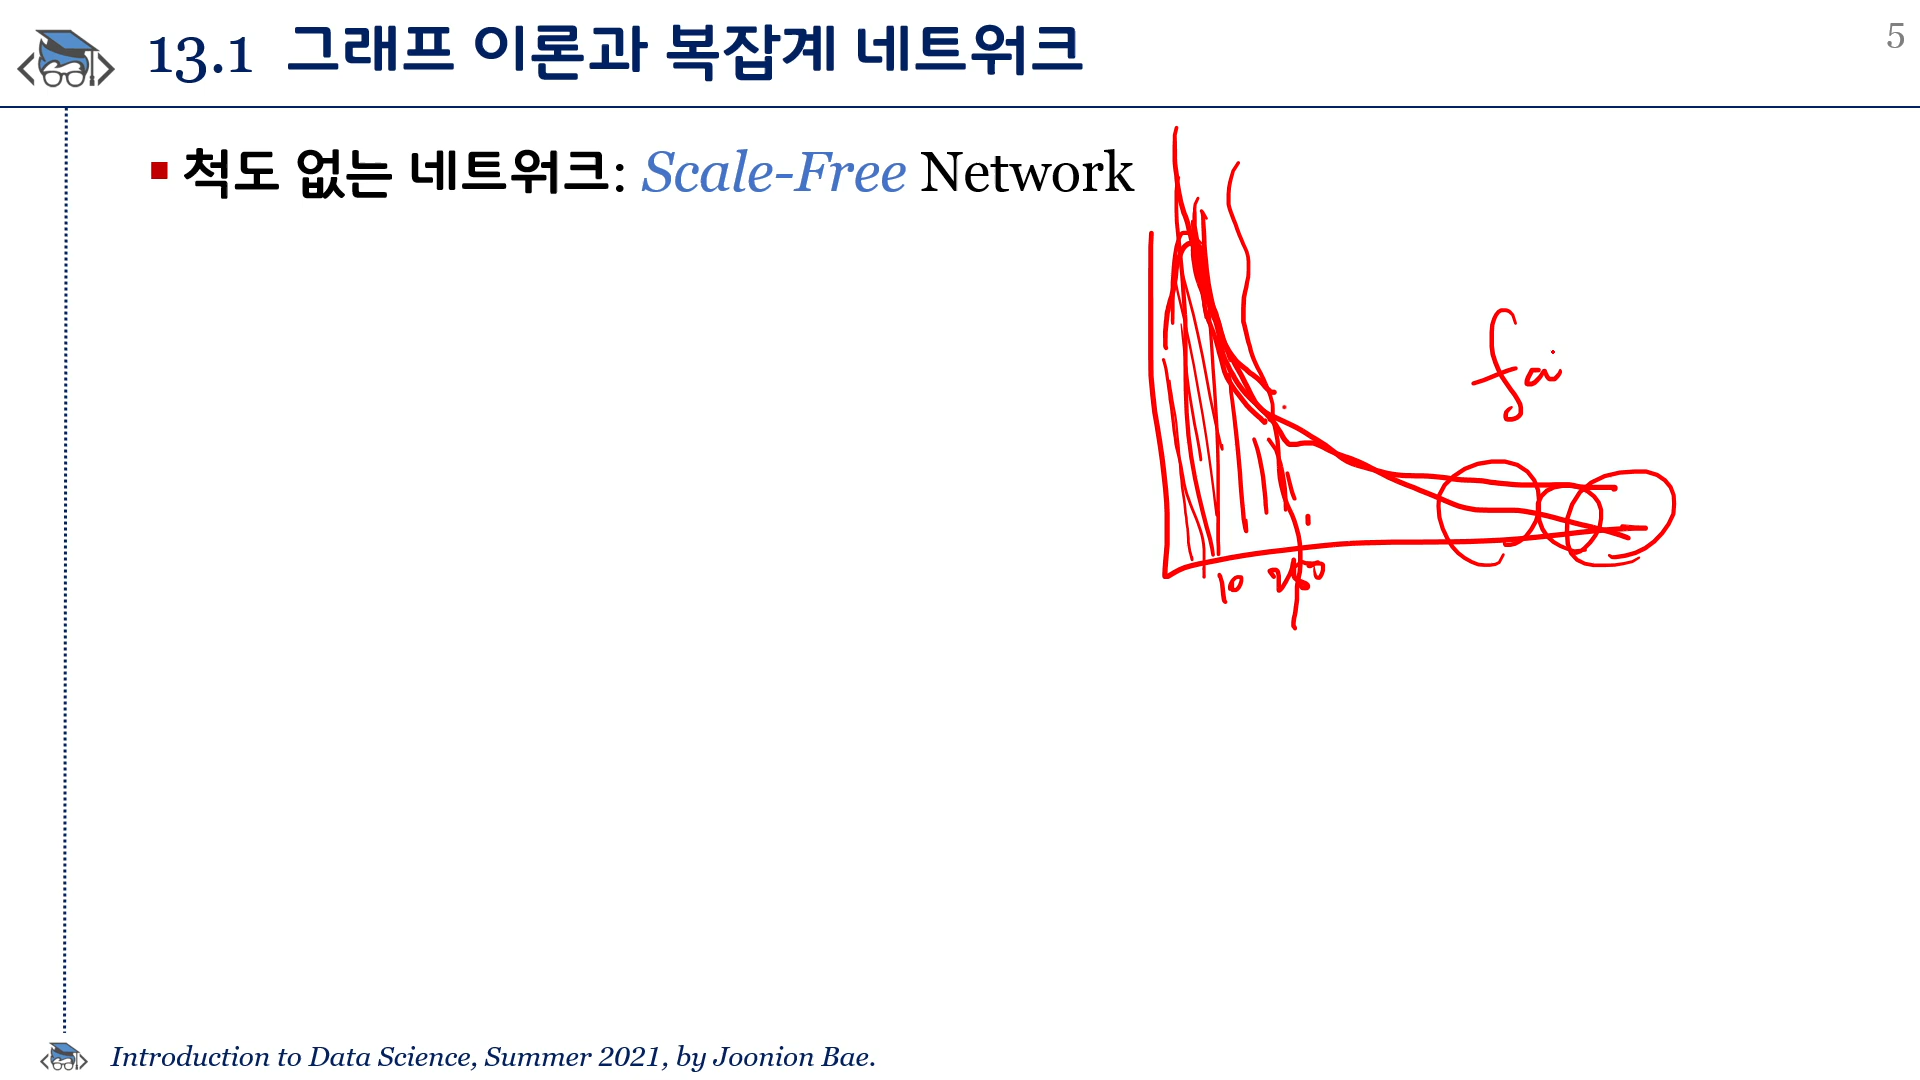 13.1 그래프 이론과 복잡계 네트워크
5
척도 없는 네트워크: Scale-Free Network
10
Introduction to Data Science, Summer 2021, by Joonion Bae.